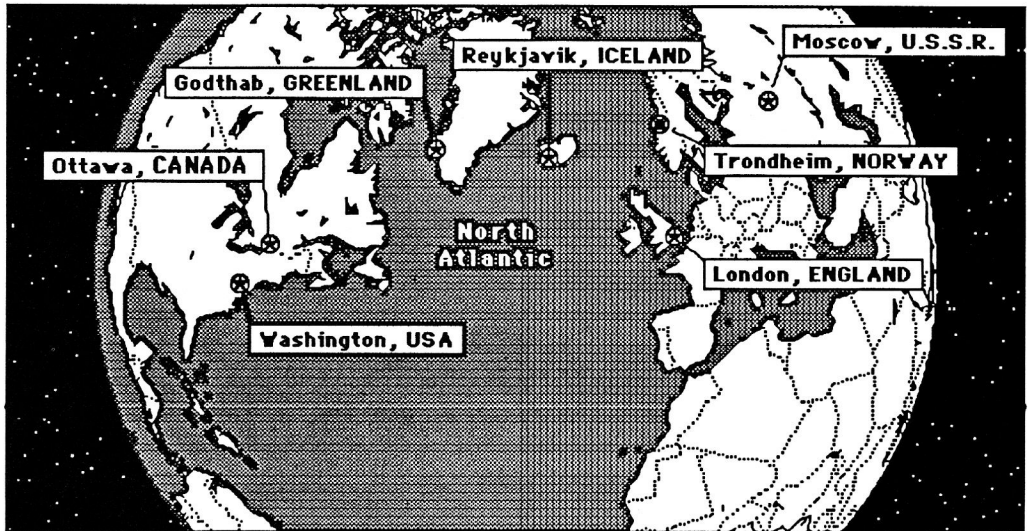 Reykjavik, ICELAND
Moscow, U.S.S.R.
Godthab, GREENLAND
Ottawa, CANADA
Trondheim, NORWAY
North
Atlantic
London, ENGLAND
Washington, USA